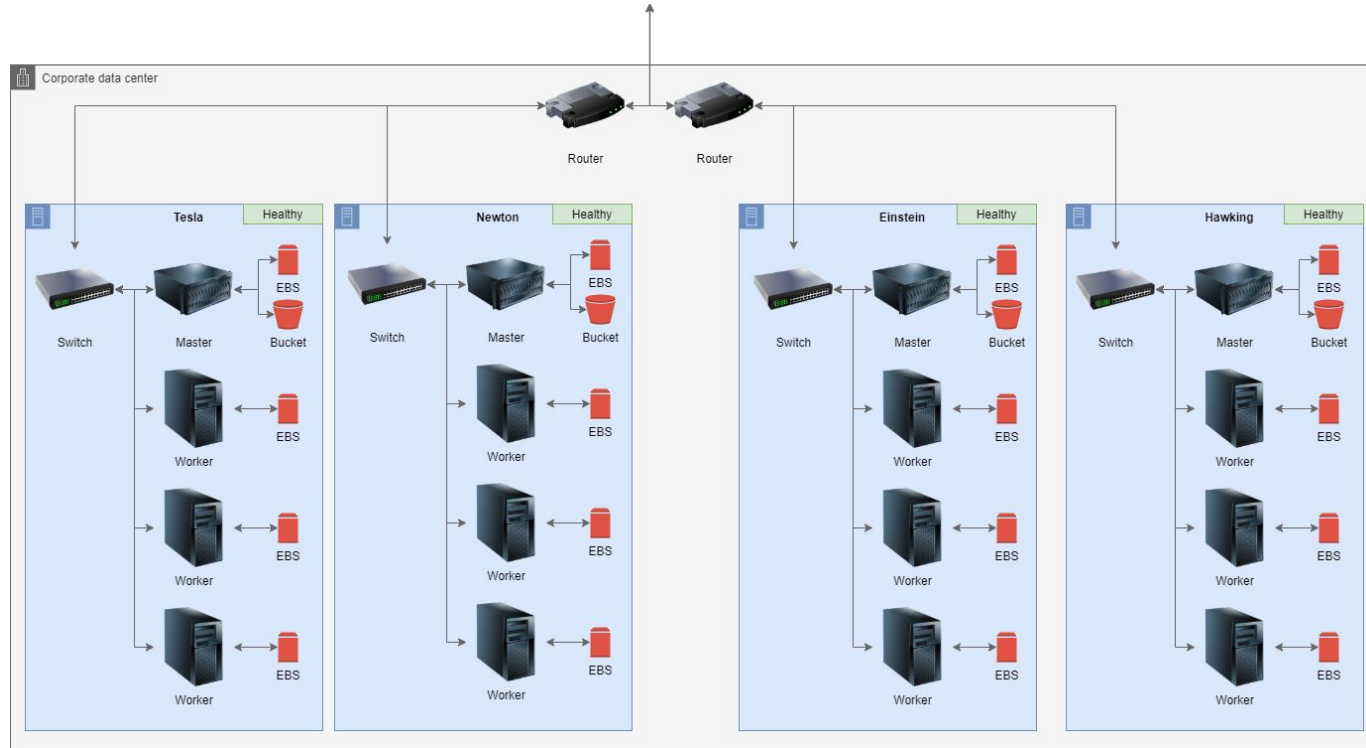 Corporate data center
Router
Router
Tesla
Healthy
EBS
Switch
Master
Bucket
Worker
EBS
Worker
EBS
Worker
EBS
Newton
Healthy
EBS
Switch
Master
Bucket
Worker
EBS
Worker
EBS
Worker
EBS
Einstein
Healthy
EBS
Switch
Master
Bucket
Worker
EBS
Worker
EBS
Worker
EBS
Hawking
Healthy
EBS
Switch
Master
Bucket
Worker
EBS
Worker
EBS
Worker
EBS